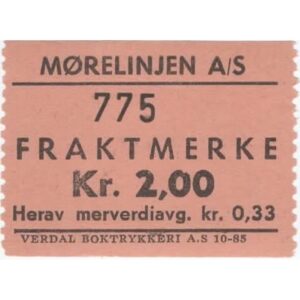 MØRELINJEN A/S
775
FRAKTMERKE
Kr. 2,00
Herav merverdiavg. kr. 0,33
VERDAL BOKTRYKKERI A.S 10-85